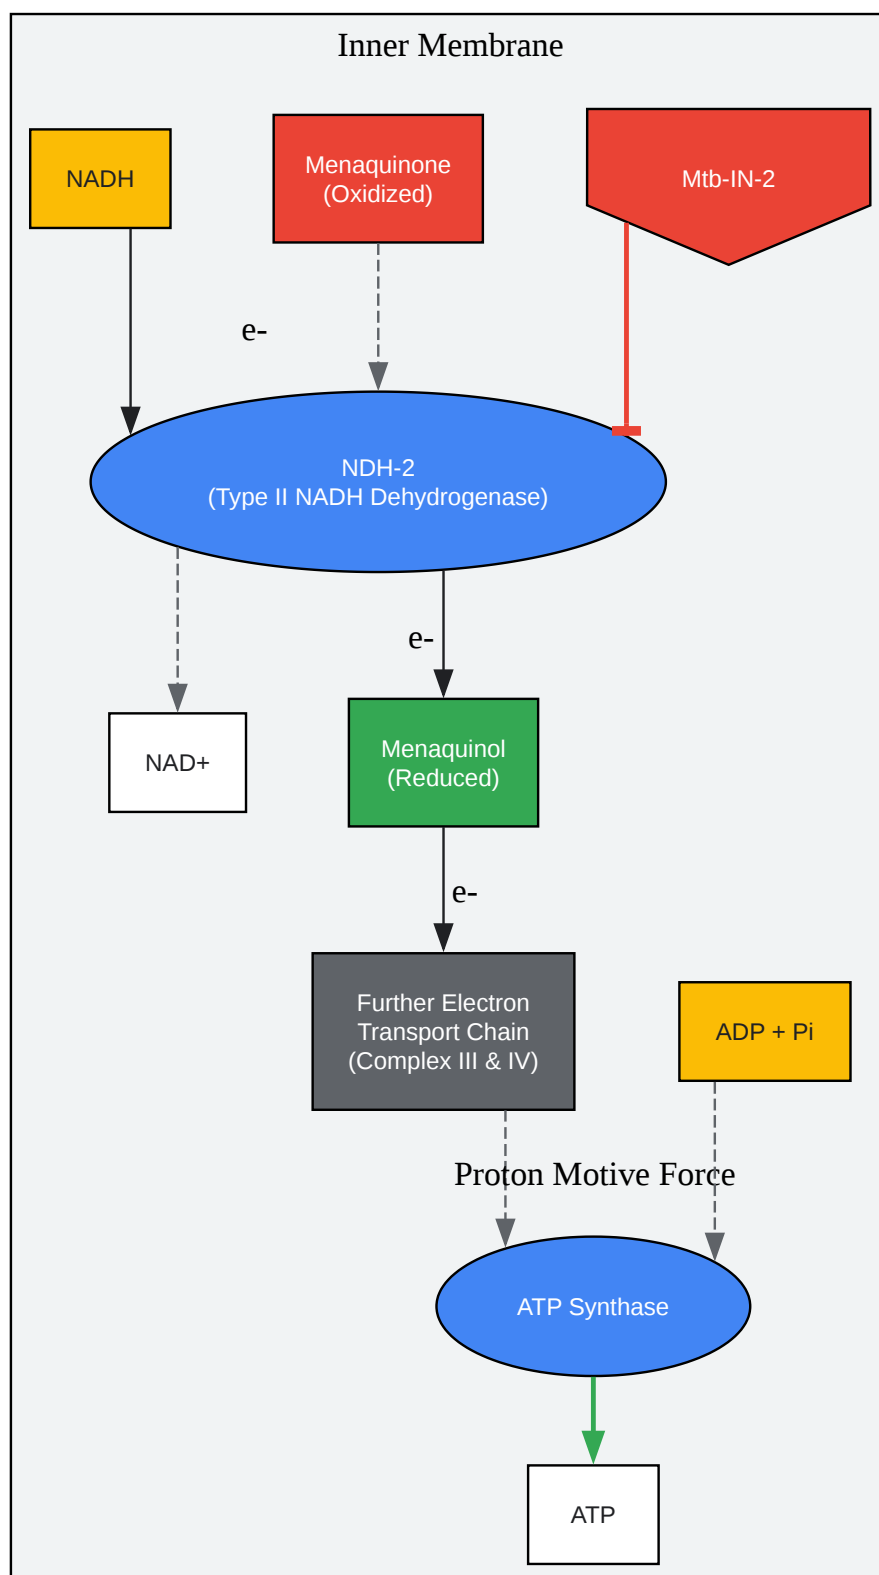 Inner Membrane
NADH
Menaquinone
(Oxidized)
Mtb-IN-2
e-
NDH-2
(Type II NADH Dehydrogenase)
e-
NAD+
Menaquinol
(Reduced)
e-
Further Electron
Transport Chain
(Complex III & IV)
ADP + Pi
Proton Motive Force
ATP Synthase
ATP